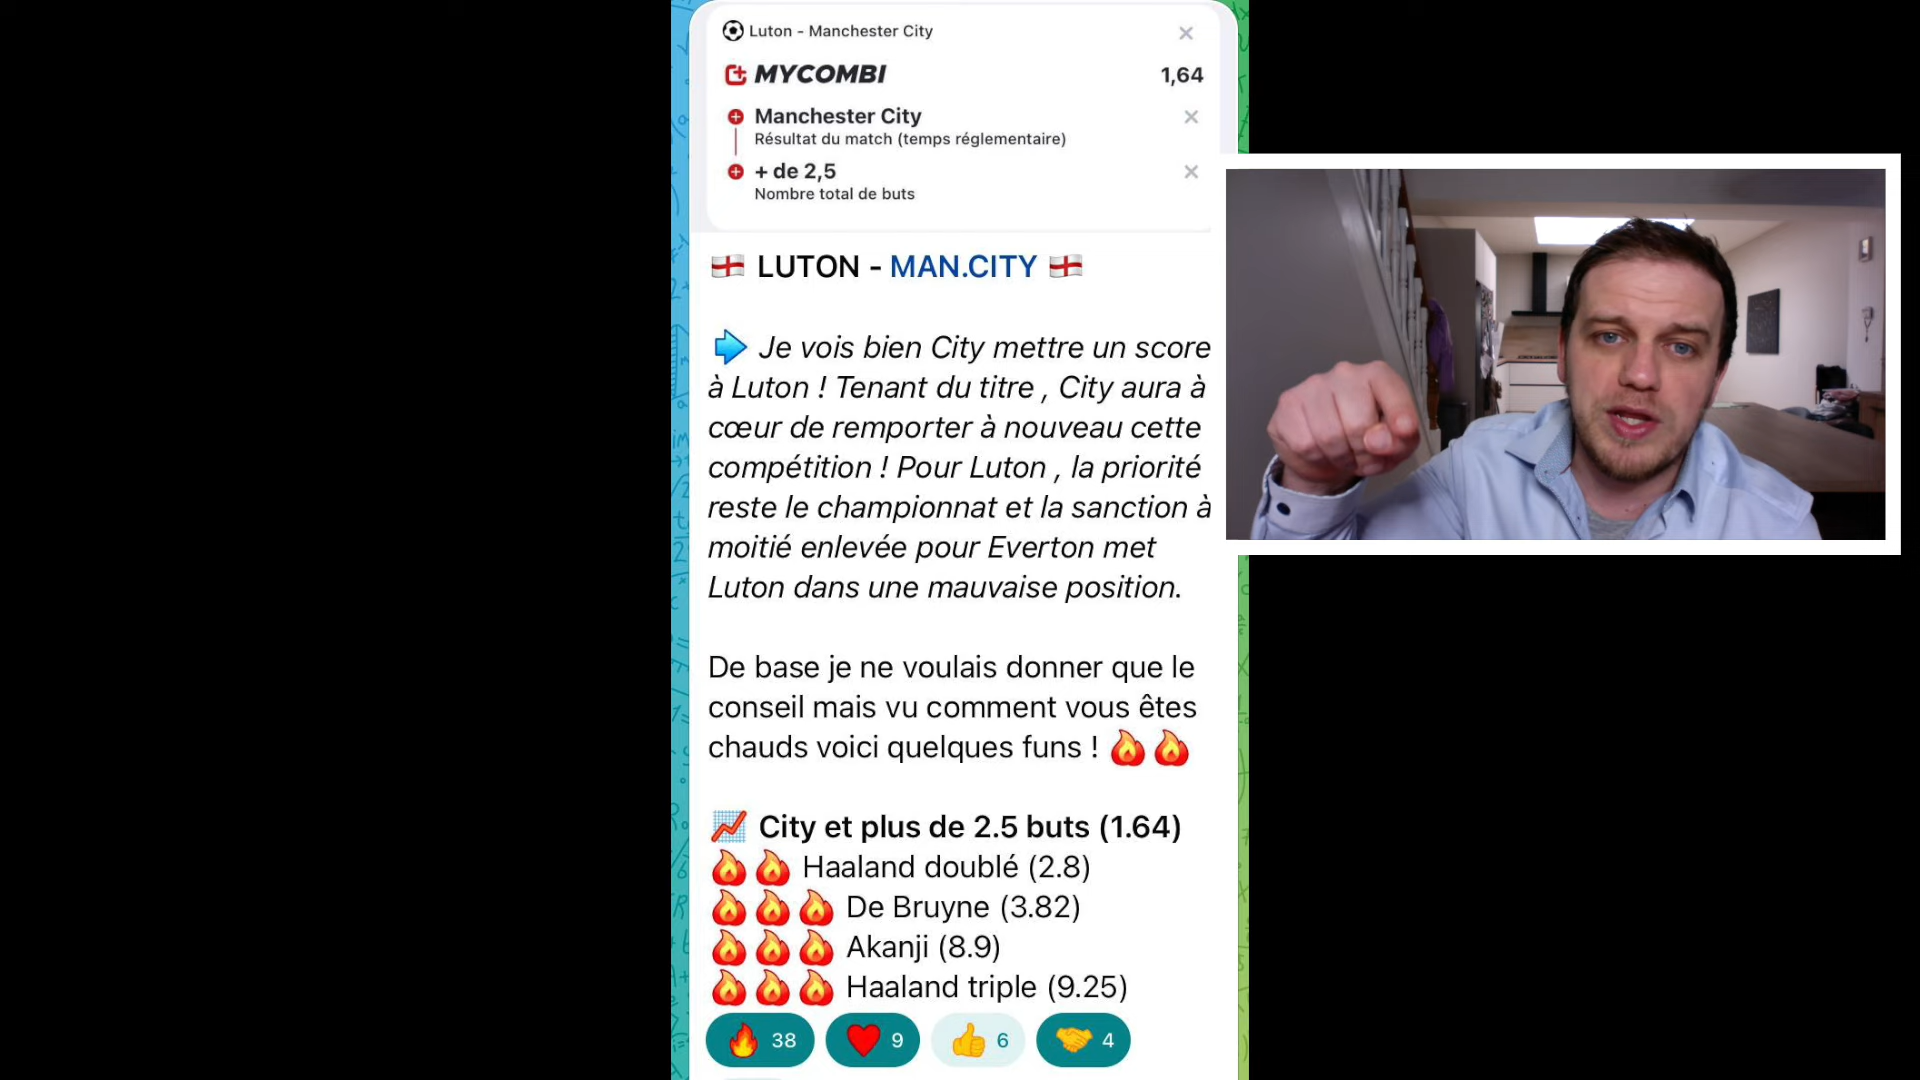 Luton - Manchester City
MYCOMBI 1,64
Manchester City
Résultat du match (temps réglementaire)
+ de 2,5
Nombre total de buts
LUTON - MAN.CITY
Je vois bien City mettre un score
à Luton ! Tenant du titre , City aura à
cœur de remporter à nouveau cette
compétition ! Pour Luton , la priorité
reste le championnat et la sanction à
moitié enlevée pour Everton met
Luton dans une mauvaise position.
De base je ne voulais donner que le
conseil mais vu comment vous êtes
chauds voici quelques funs ! 🔥🔥
📈 City et plus de 2.5 buts (1.64)
🔥🔥 Haaland doublé (2.8)
🔥🔥🔥 De Bruyne (3.82)
🔥🔥🔥 Akanji (8.9)
🔥🔥🔥 Haaland triple (9.25)
🔥 38 ❤️ 9 👍 6 🤝 4